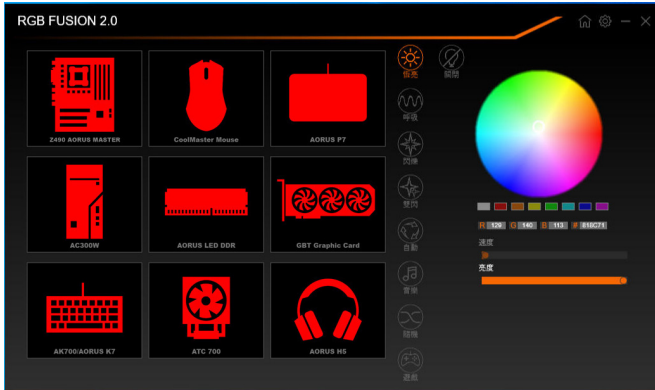 RGB FUSION 2.0
Z490 AORUS MASTER
CoolMaster Mouse
AORUS P7
AC300W
AORUS LED DDR
GBT Graphic Card
AK700/AORUS K7
ATC 700
AORUS H5
恆亮
關閉
呼吸
閃爍
雙閃
自動
音樂
隨機
遊戲
R 129 G 140 B 113 # 818C71
速度
亮度